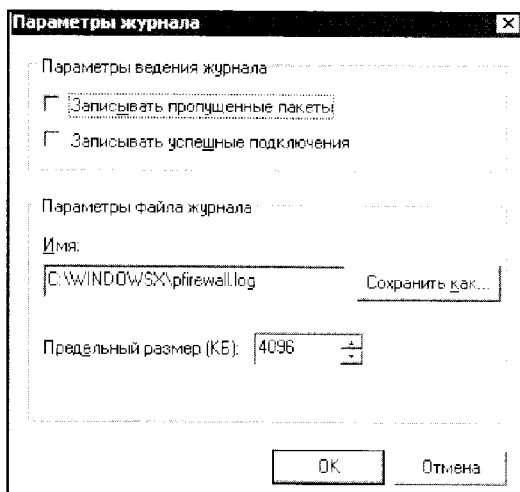 Параметры журнала
Параметры ведения журнала
Записывать пропущенные пакеты
Записывать успешные подключения
Параметры файла журнала
Имя:
C:\WINDOWSX\pfirewall.log
Сохранить как...
Предельный размер (КБ):
4096
OK
Отмена